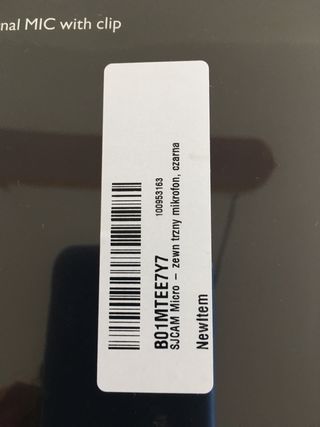 nal MIC with clip
100953163
B01MTEE7Y7
SJCAM Micro – zewn trzny mikrofon, czarna
NewItem